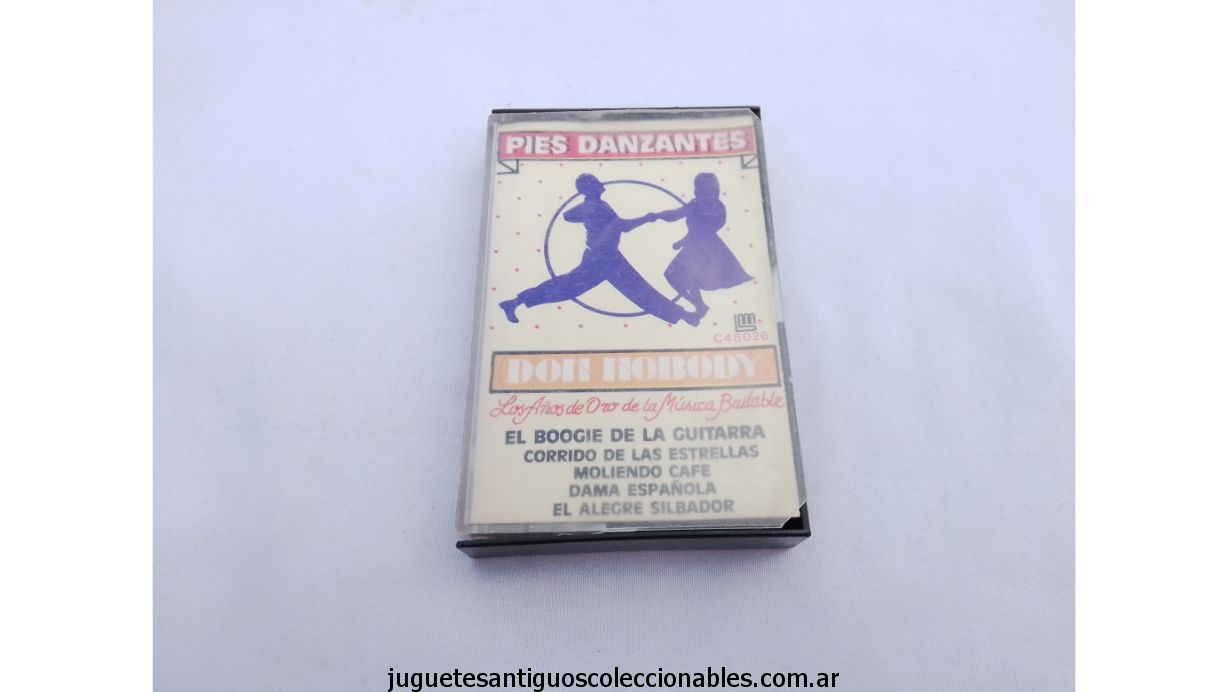 PIES DANZANTES
C48026
DON NOBODY
Los Años de Oro de la Música Bailable
EL BOOGIE DE LA GUITARRA
CORRIDO DE LAS ESTRELLAS
MOLIENDO CAFE
DAMA ESPAÑOLA
EL ALEGRE SILBADOR
juguetesantiguoscoleccionables.com.ar